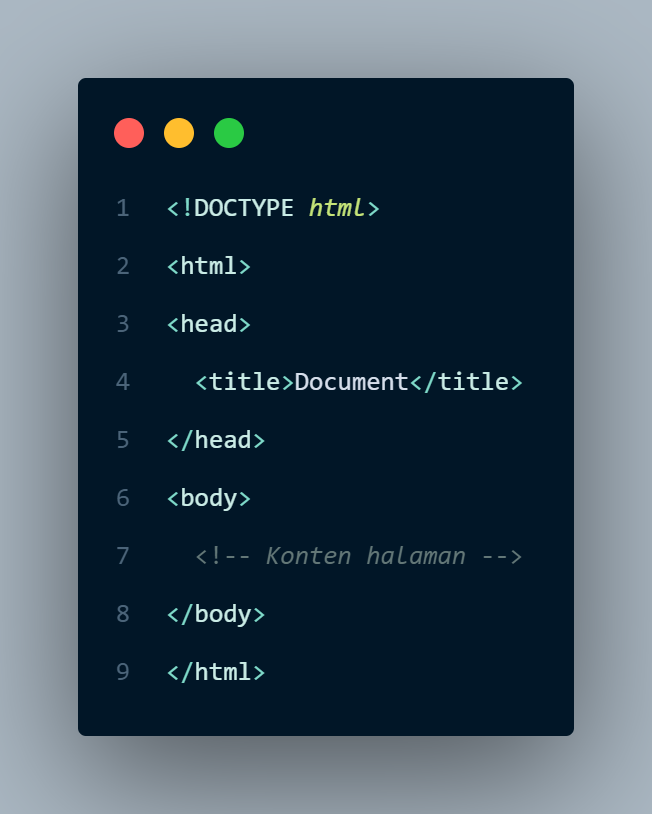 1 <!DOCTYPE html>
2 <html>
3 <head>
4   <title>Document</title>
5 </head>
6 <body>
7   <!-- Konten halaman -->
8 </body>
9 </html>